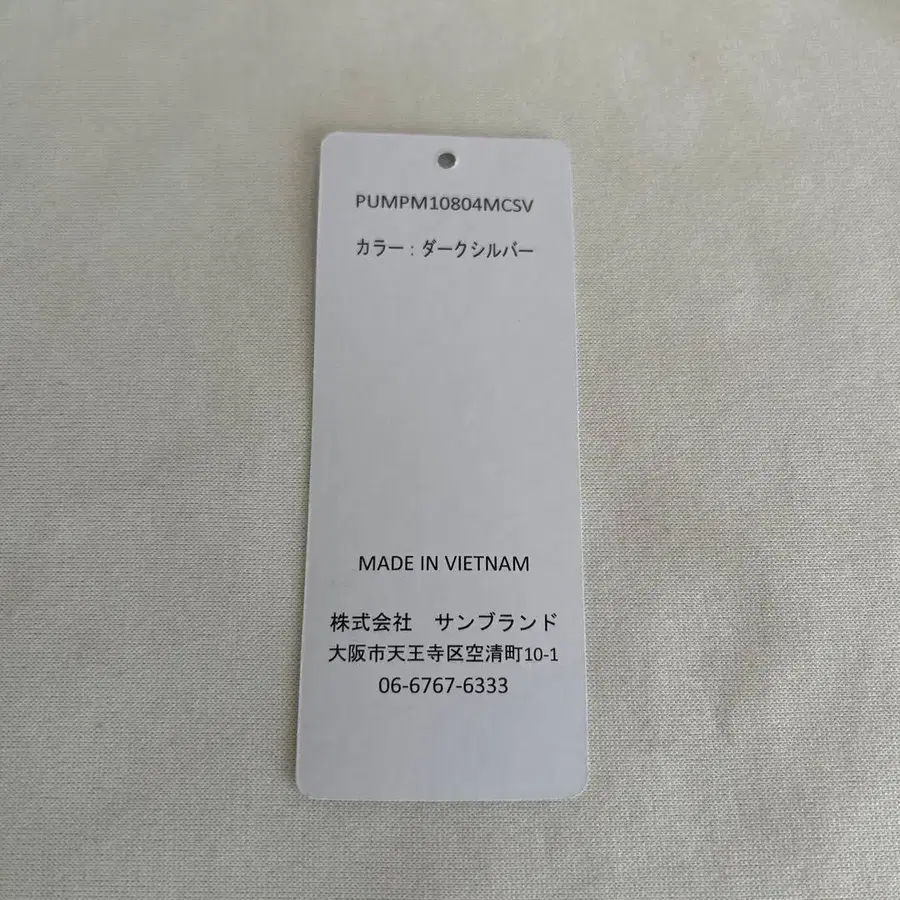 PUMPM10804MCSV
カラー：ダークシルバー
MADE IN VIETNAM
株式会社　サンブランド
大阪市天王寺区空清町10-1
06-6767-6333